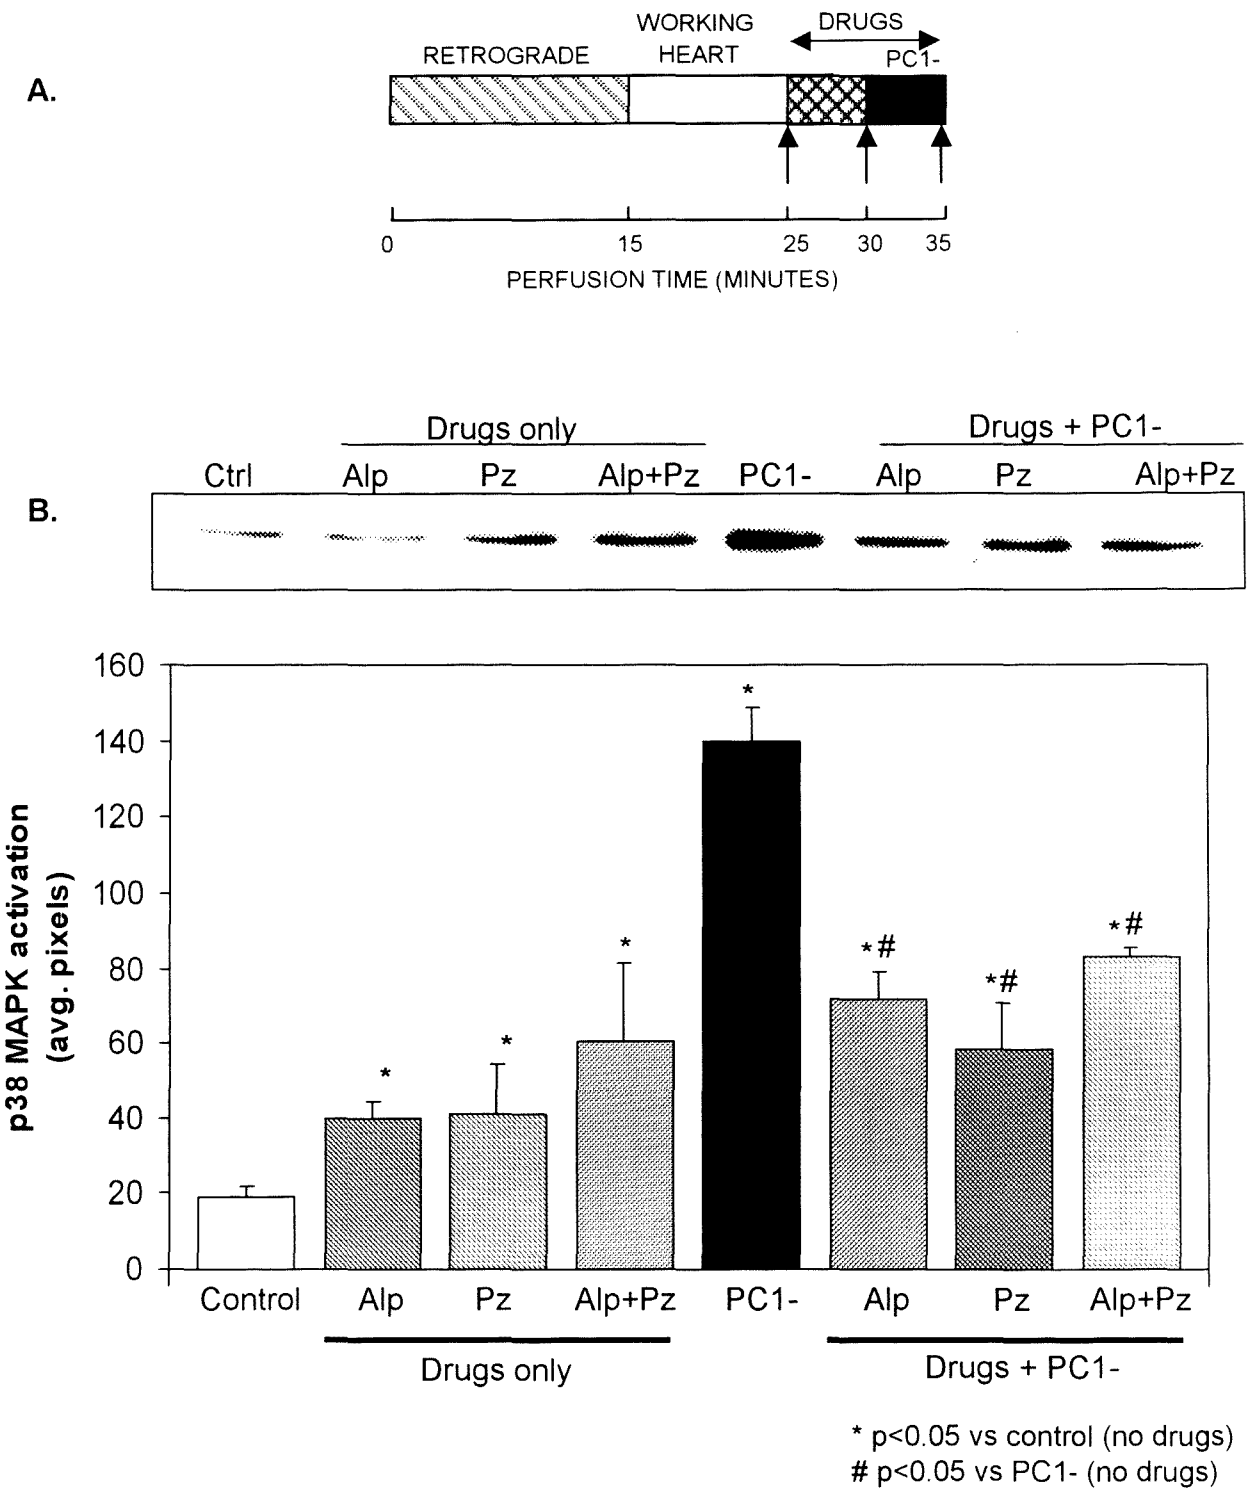 A.
RETROGRADE
WORKING
HEART
DRUGS
PC1-
0 15 25 30 35
PERFUSION TIME (MINUTES)
B.
Drugs only
Drugs + PC1-
Ctrl Alp Pz Alp+Pz PC1- Alp Pz Alp+Pz
p38 MAPK activation
(avg. pixels)
160
140
120
100
80
60
40
20
0
*
*
*
*
*#
*#
*#
Control Alp Pz Alp+Pz PC1- Alp Pz Alp+Pz
Drugs only
Drugs + PC1-
* p<0.05 vs control (no drugs)
# p<0.05 vs PC1- (no drugs)